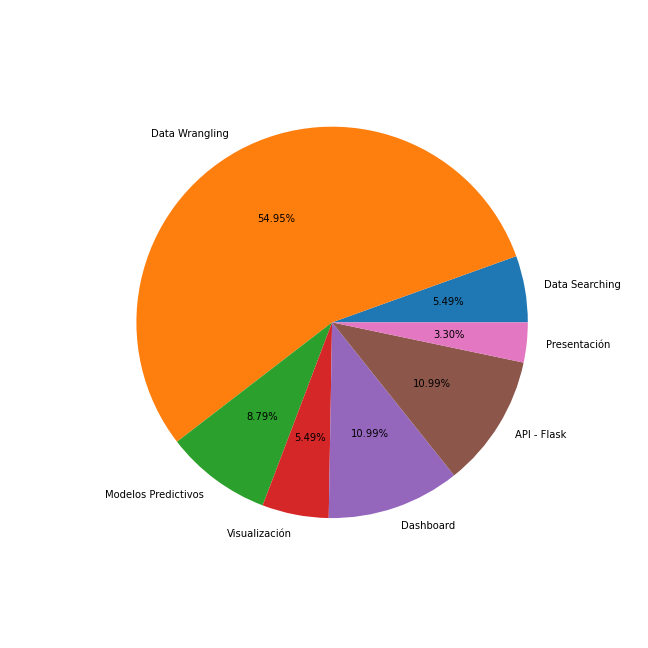 Data Wrangling
54.95%
Data Searching
5.49%
3.30%
Presentación
10.99%
8.79%
10.99%
API - Flask
5.49%
Modelos Predictivos
Dashboard
Visualización